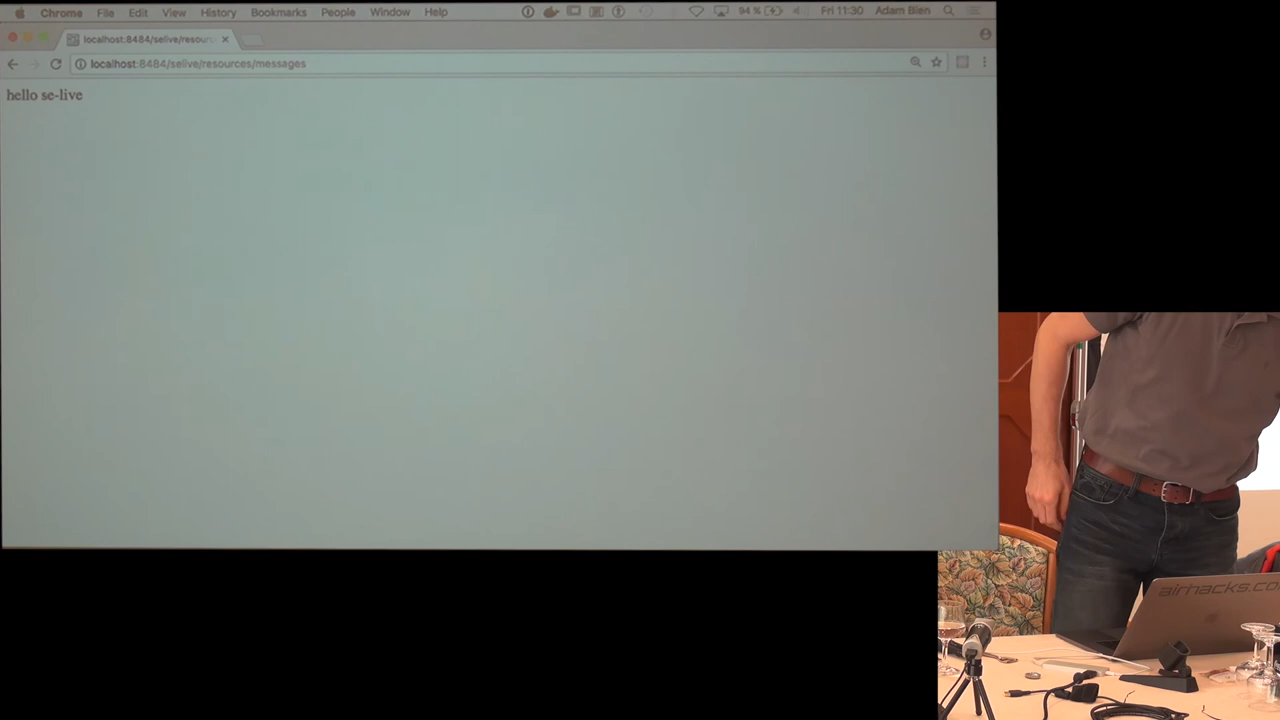 Chrome File Edit View History Bookmarks People Window Help 94 % Fri 11:30 Adam Bien
localhost:8484/selive/resourc
localhost:8484/selive/resources/messages
hello se-live
airhacks.co